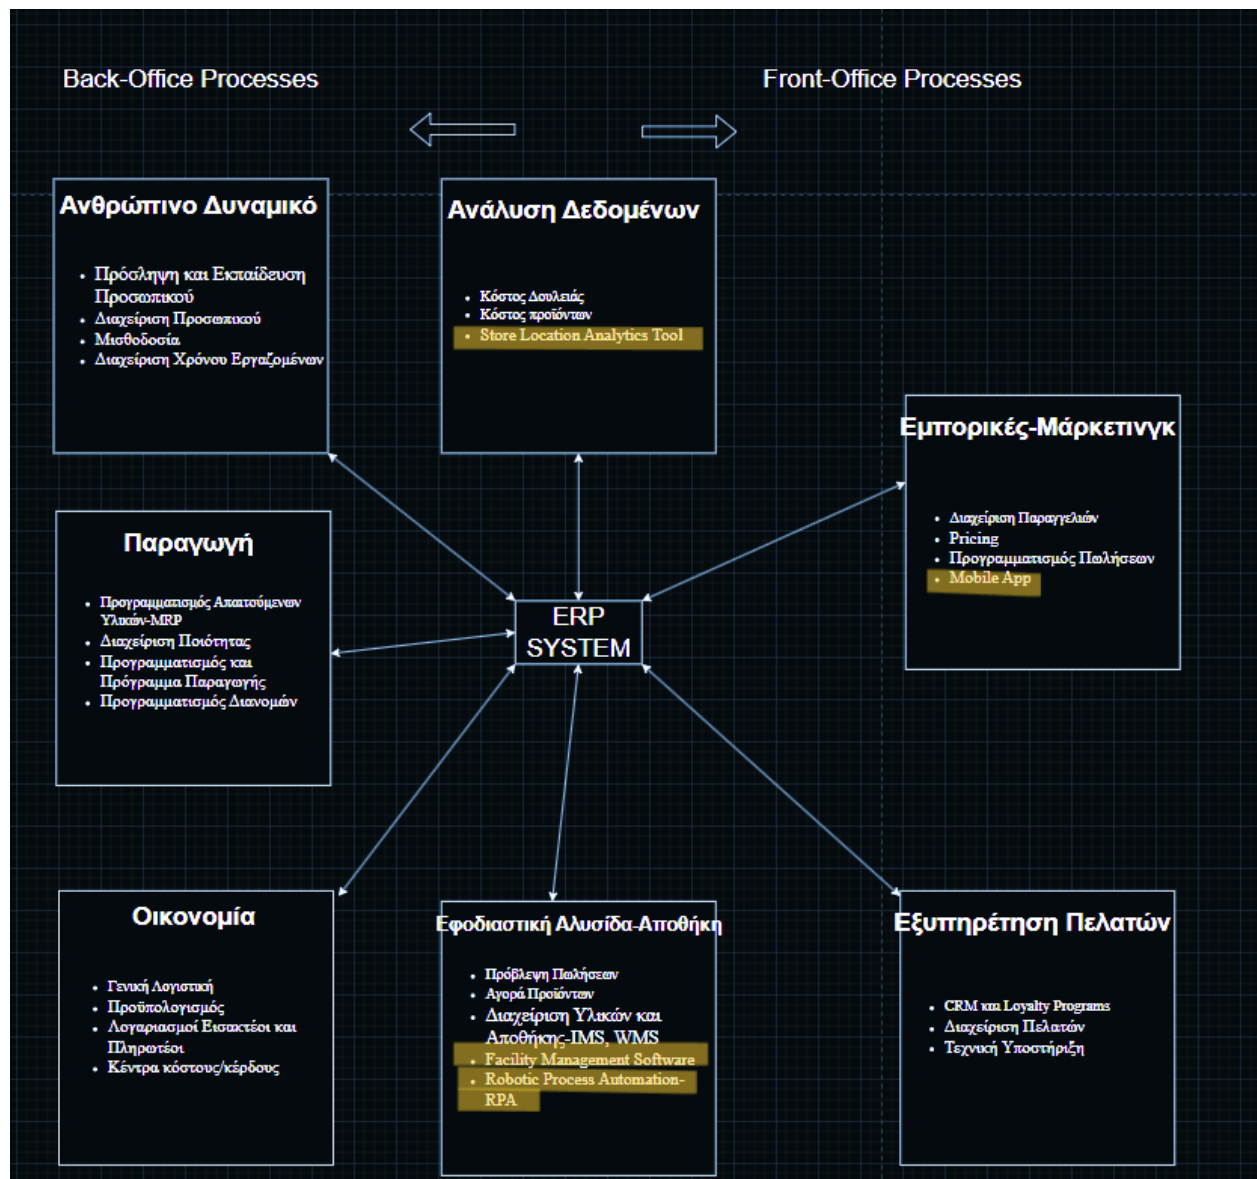 Back-Office Processes
Front-Office Processes
Ανθρώπινο Δυναμικό
Πρόσληψη και Εκπαίδευση
Προσωπικού
Διαχείριση Προσωπικού
Μισθοδοσία
Διαχείριση Χρόνου Εργαζομένων
Ανάλυση Δεδομένων
Κόστος Δουλειάς
Κόστος προϊόντων
Store Location Analytics Tool
Εμπορικές-Μάρκετινγκ
Διαχείριση Παραγγελιών
Pricing
Προγραμματισμός Πωλήσεων
Mobile App
Παραγωγή
Προγραμματισμός Απαιτούμενων
Υλικών-MRP
Διαχείριση Ποιότητας
Προγραμματισμός και
Πρόγραμμα Παραγωγής
Προγραμματισμός Διανομών
ERP
SYSTEM
Οικονομία
Γενική Λογιστική
Προϋπολογισμός
Λογαριασμοί Εισακτέοι και
Πληρωτέοι
Κέντρα κόστους/κέρδους
Εφοδιαστική Αλυσίδα-Αποθήκη
Πρόβλεψη Πωλήσεων
Αγορά Προϊόντων
Διαχείριση Υλικών και
Αποθήκης-IMS, WMS
Facility Management Software
Robotic Process Automation-
RPA
Εξυπηρέτηση Πελατών
CRM και Loyalty Programs
Διαχείριση Πελατών
Τεχνική Υποστήριξη